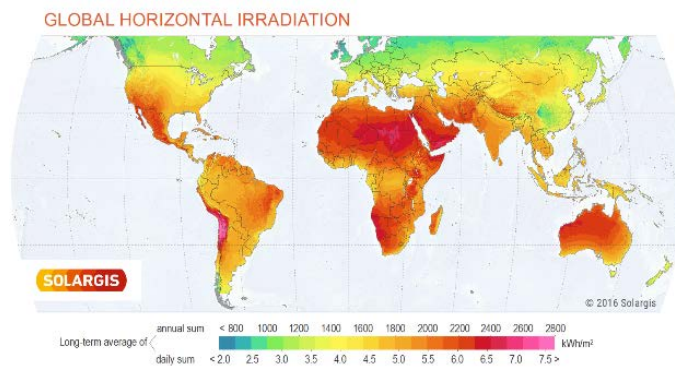 GLOBAL HORIZONTAL IRRADIATION
SOLARGIS
© 2016 Solargis
annual sum < 800 1000 1200 1400 1600 1800 2000 2200 2400 2600 2800
Long-term average of kWh/m²
daily sum < 2.0 2.5 3.0 3.5 4.0 4.5 5.0 5.5 6.0 6.5 7.0 7.5 >